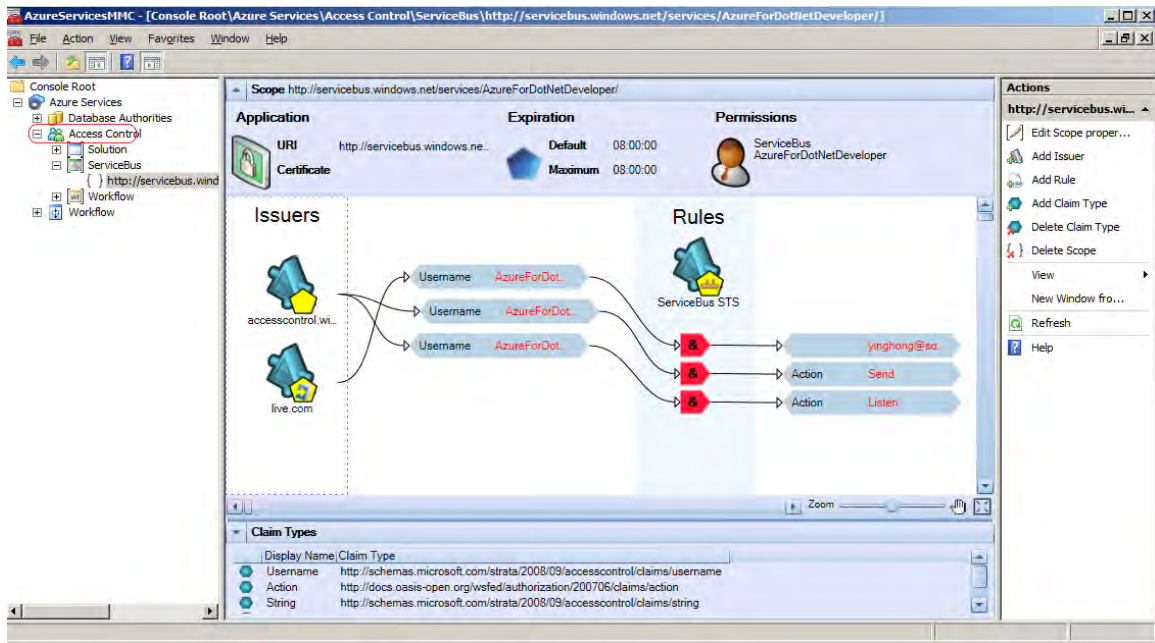 AzureServicesMMC - [Console Root\Azure Services\Access Control\ServiceBus\http://servicebus.windows.net/services/AzureForDotNetDeveloper/]
File Action View Favorites Window Help
Console Root
Azure Services
Database Authorities
Access Control
Solution
ServiceBus
{ } http://servicebus.wind
Workflow
Workflow
Scope http://servicebus.windows.net/services/AzureForDotNetDeveloper/
Application Expiration Permissions
URI http://servicebus.windows.ne... Default 08:00:00 ServiceBus
AzureForDotNetDeveloper
Certificate Maximum 08:00:00
Issuers Rules
accesscontrol.wi...
live.com
Username AzureForDot...
Username AzureForDot...
Username AzureForDot...
ServiceBus STS
& yinghong@sa...
& Action Send
& Action Listen
Zoom
Claim Types
Display Name Claim Type
Username http://schemas.microsoft.com/strata/2008/09/accesscontrol/claims/username
Action http://docs.oasis-open.org/wsfed/authorization/200706/claims/action
String http://schemas.microsoft.com/strata/2008/09/accesscontrol/claims/string
Actions
http://servicebus.wi...
Edit Scope proper...
Add Issuer
Add Rule
Add Claim Type
Delete Claim Type
Delete Scope
View
New Window fro...
Refresh
Help